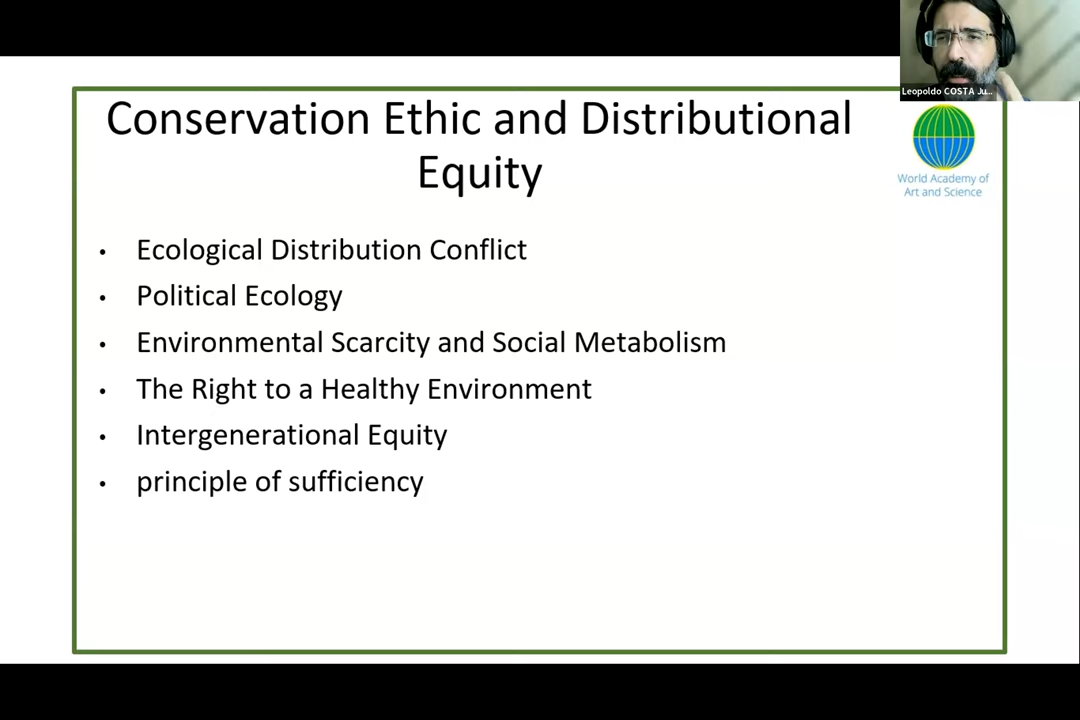 Leopoldo COSTA Ju...
Conservation Ethic and Distributional
Equity
World Academy of
Art and Science
• Ecological Distribution Conflict
• Political Ecology
• Environmental Scarcity and Social Metabolism
• The Right to a Healthy Environment
• Intergenerational Equity
• principle of sufficiency